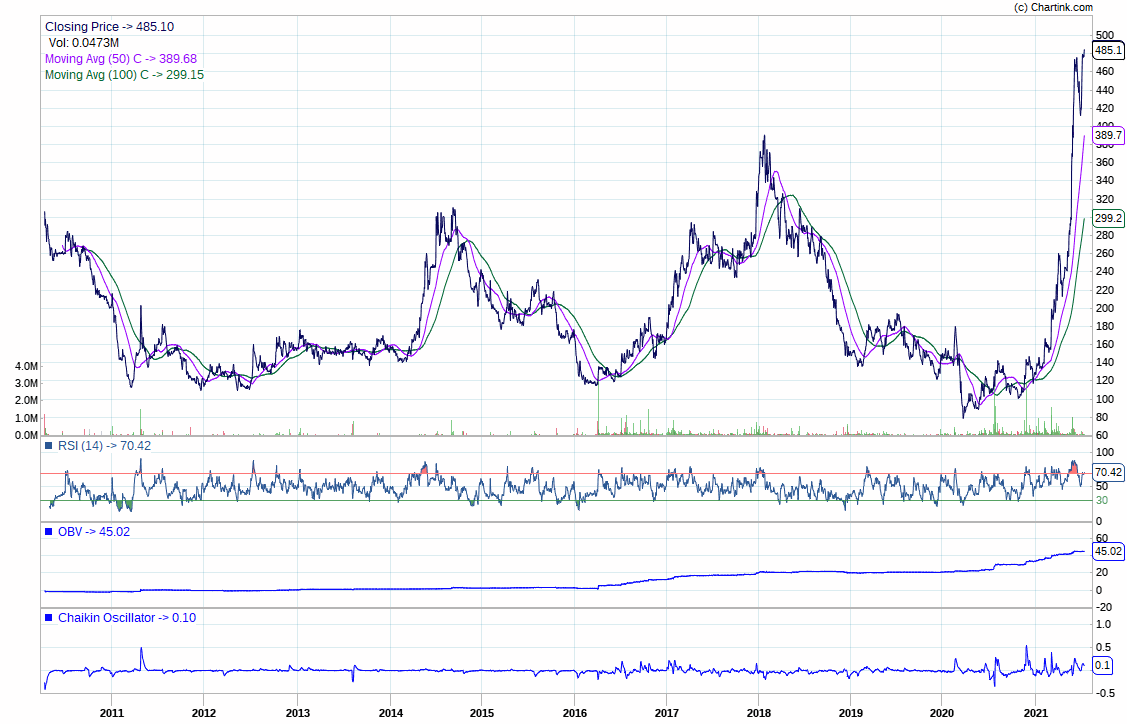 (c) Chartink.com
Closing Price -> 485.10
Vol: 0.0473M
Moving Avg (50) C -> 389.68
Moving Avg (100) C -> 299.15
500
485.1
460
440
420
400
389.7
380
360
340
320
299.2
280
260
240
220
200
180
160
140
120
100
80
60
4.0M
3.0M
2.0M
1.0M
0.0M
RSI (14) -> 70.42
100
70.42
50
30
0
OBV -> 45.02
60
45.02
20
0
-20
Chaikin Oscillator -> 0.10
1.0
0.5
0.1
-0.5
2011 2012 2013 2014 2015 2016 2017 2018 2019 2020 2021